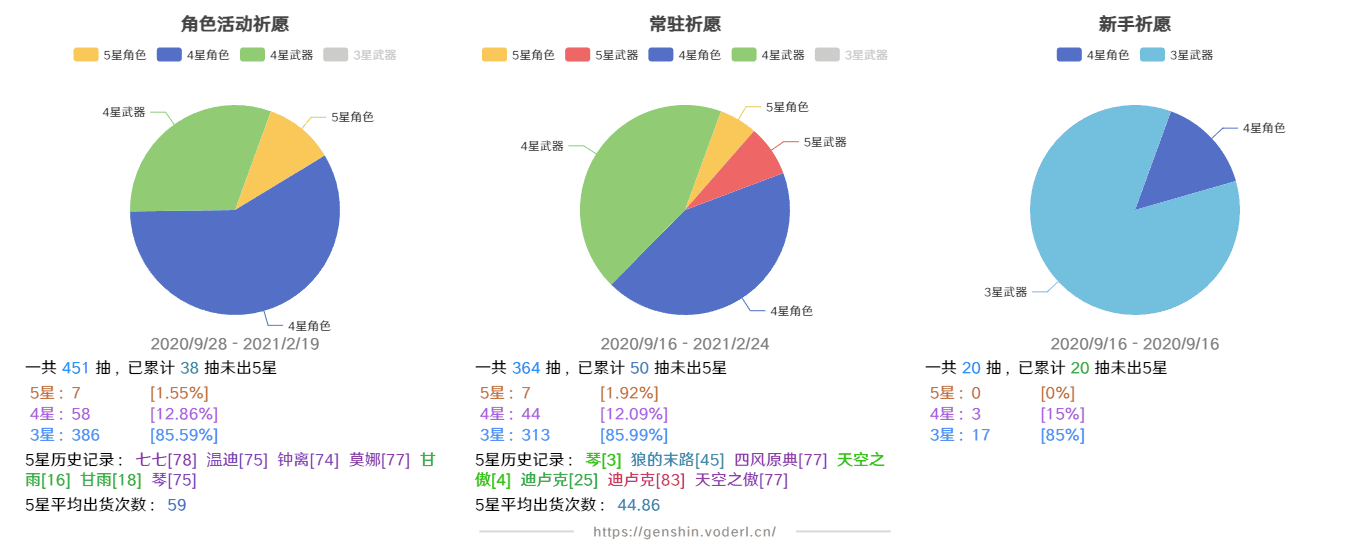 角色活动祈愿
5星角色 4星角色 4星武器 3星武器
4星武器
5星角色
4星角色
2020/9/28 - 2021/2/19
一共 451 抽，已累计 38 抽未出5星
5星： 7 [1.55%]
4星： 58 [12.86%]
3星： 386 [85.59%]
5星历史记录： 七七[78] 温迪[75] 钟离[74] 莫娜[77] 甘
雨[16] 甘雨[18] 琴[75]
5星平均出货次数： 59
常驻祈愿
5星角色 5星武器 4星角色 4星武器 3星武器
5星角色
5星武器
4星武器
4星角色
2020/9/16 - 2021/2/24
一共 364 抽，已累计 50 抽未出5星
5星： 7 [1.92%]
4星： 44 [12.09%]
3星： 313 [85.99%]
5星历史记录： 琴[3] 狼的末路[45] 四风原典[77] 天空之
傲[4] 迪卢克[25] 迪卢克[83] 天空之傲[77]
5星平均出货次数： 44.86
新手祈愿
4星角色 3星武器
4星角色
3星武器
2020/9/16 - 2020/9/16
一共 20 抽，已累计 20 抽未出5星
5星： 0 [0%]
4星： 3 [15%]
3星： 17 [85%]
https://genshin.voderl.cn/